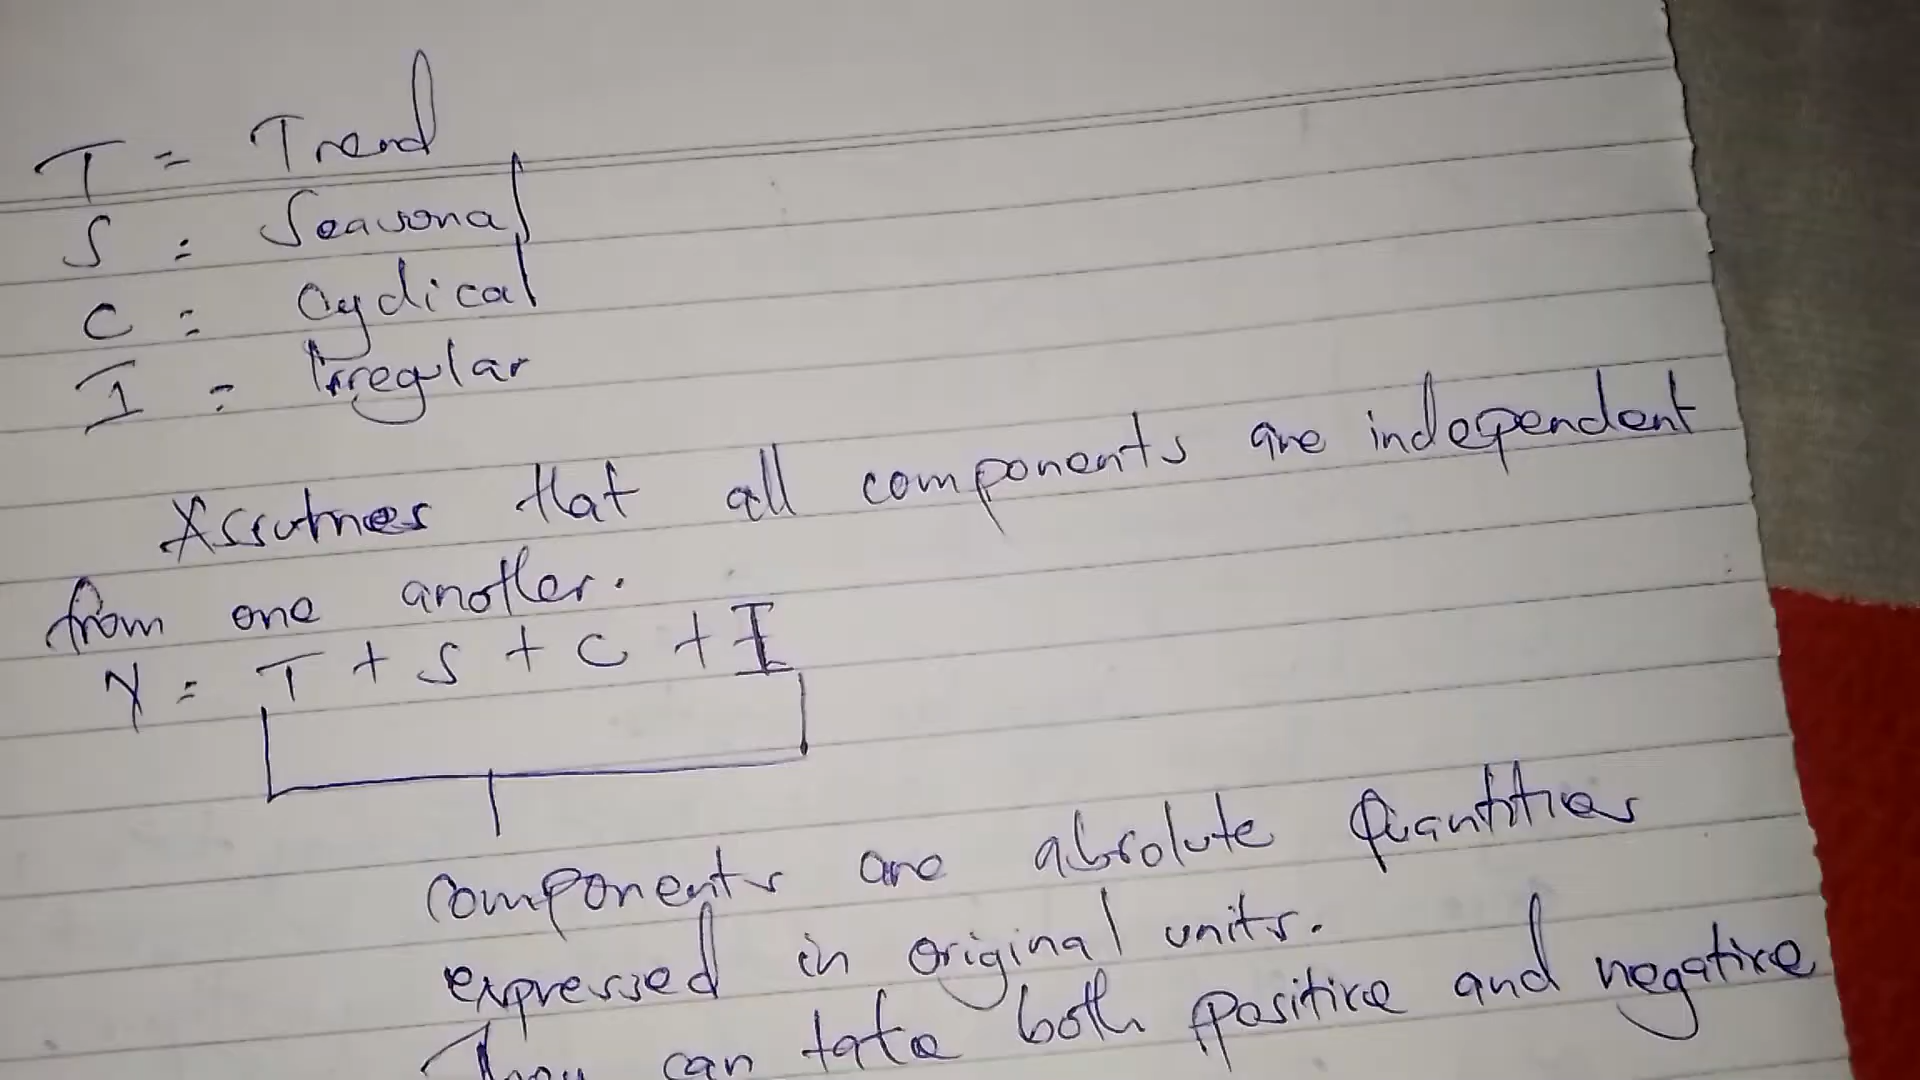 T = Trend
S = Seasonal
C = Cyclical
I = Irregular
Assumes that all components are independent
from one another.
Y = T + S + C + I
Components are absolute Quantities
expressed in original units.
They can take both positive and negative